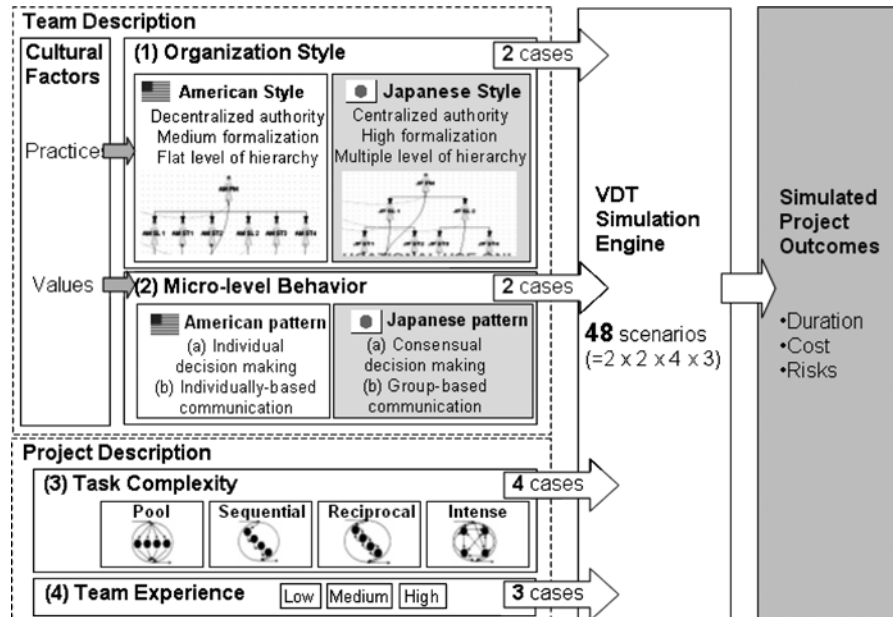 Team Description
Cultural
Factors
Practice
Values
(1) Organization Style
2 cases
American Style
Decentralized authority
Medium formalization
Flat level of hierarchy
Japanese Style
Centralized authority
High formalization
Multiple level of hierarchy
(2) Micro-level Behavior
2 cases
American pattern
(a) Individual
decision making
(b) Individually-based
communication
Japanese pattern
(a) Consensual
decision making
(b) Group-based
communication
Project Description
(3) Task Complexity
4 cases
Pool
Sequential
Reciprocal
Intense
(4) Team Experience
Low
Medium
High
3 cases
VDT
Simulation
Engine
48 scenarios
(=2 x 2 x 4 x 3)
Simulated
Project
Outcomes
•Duration
•Cost
•Risks